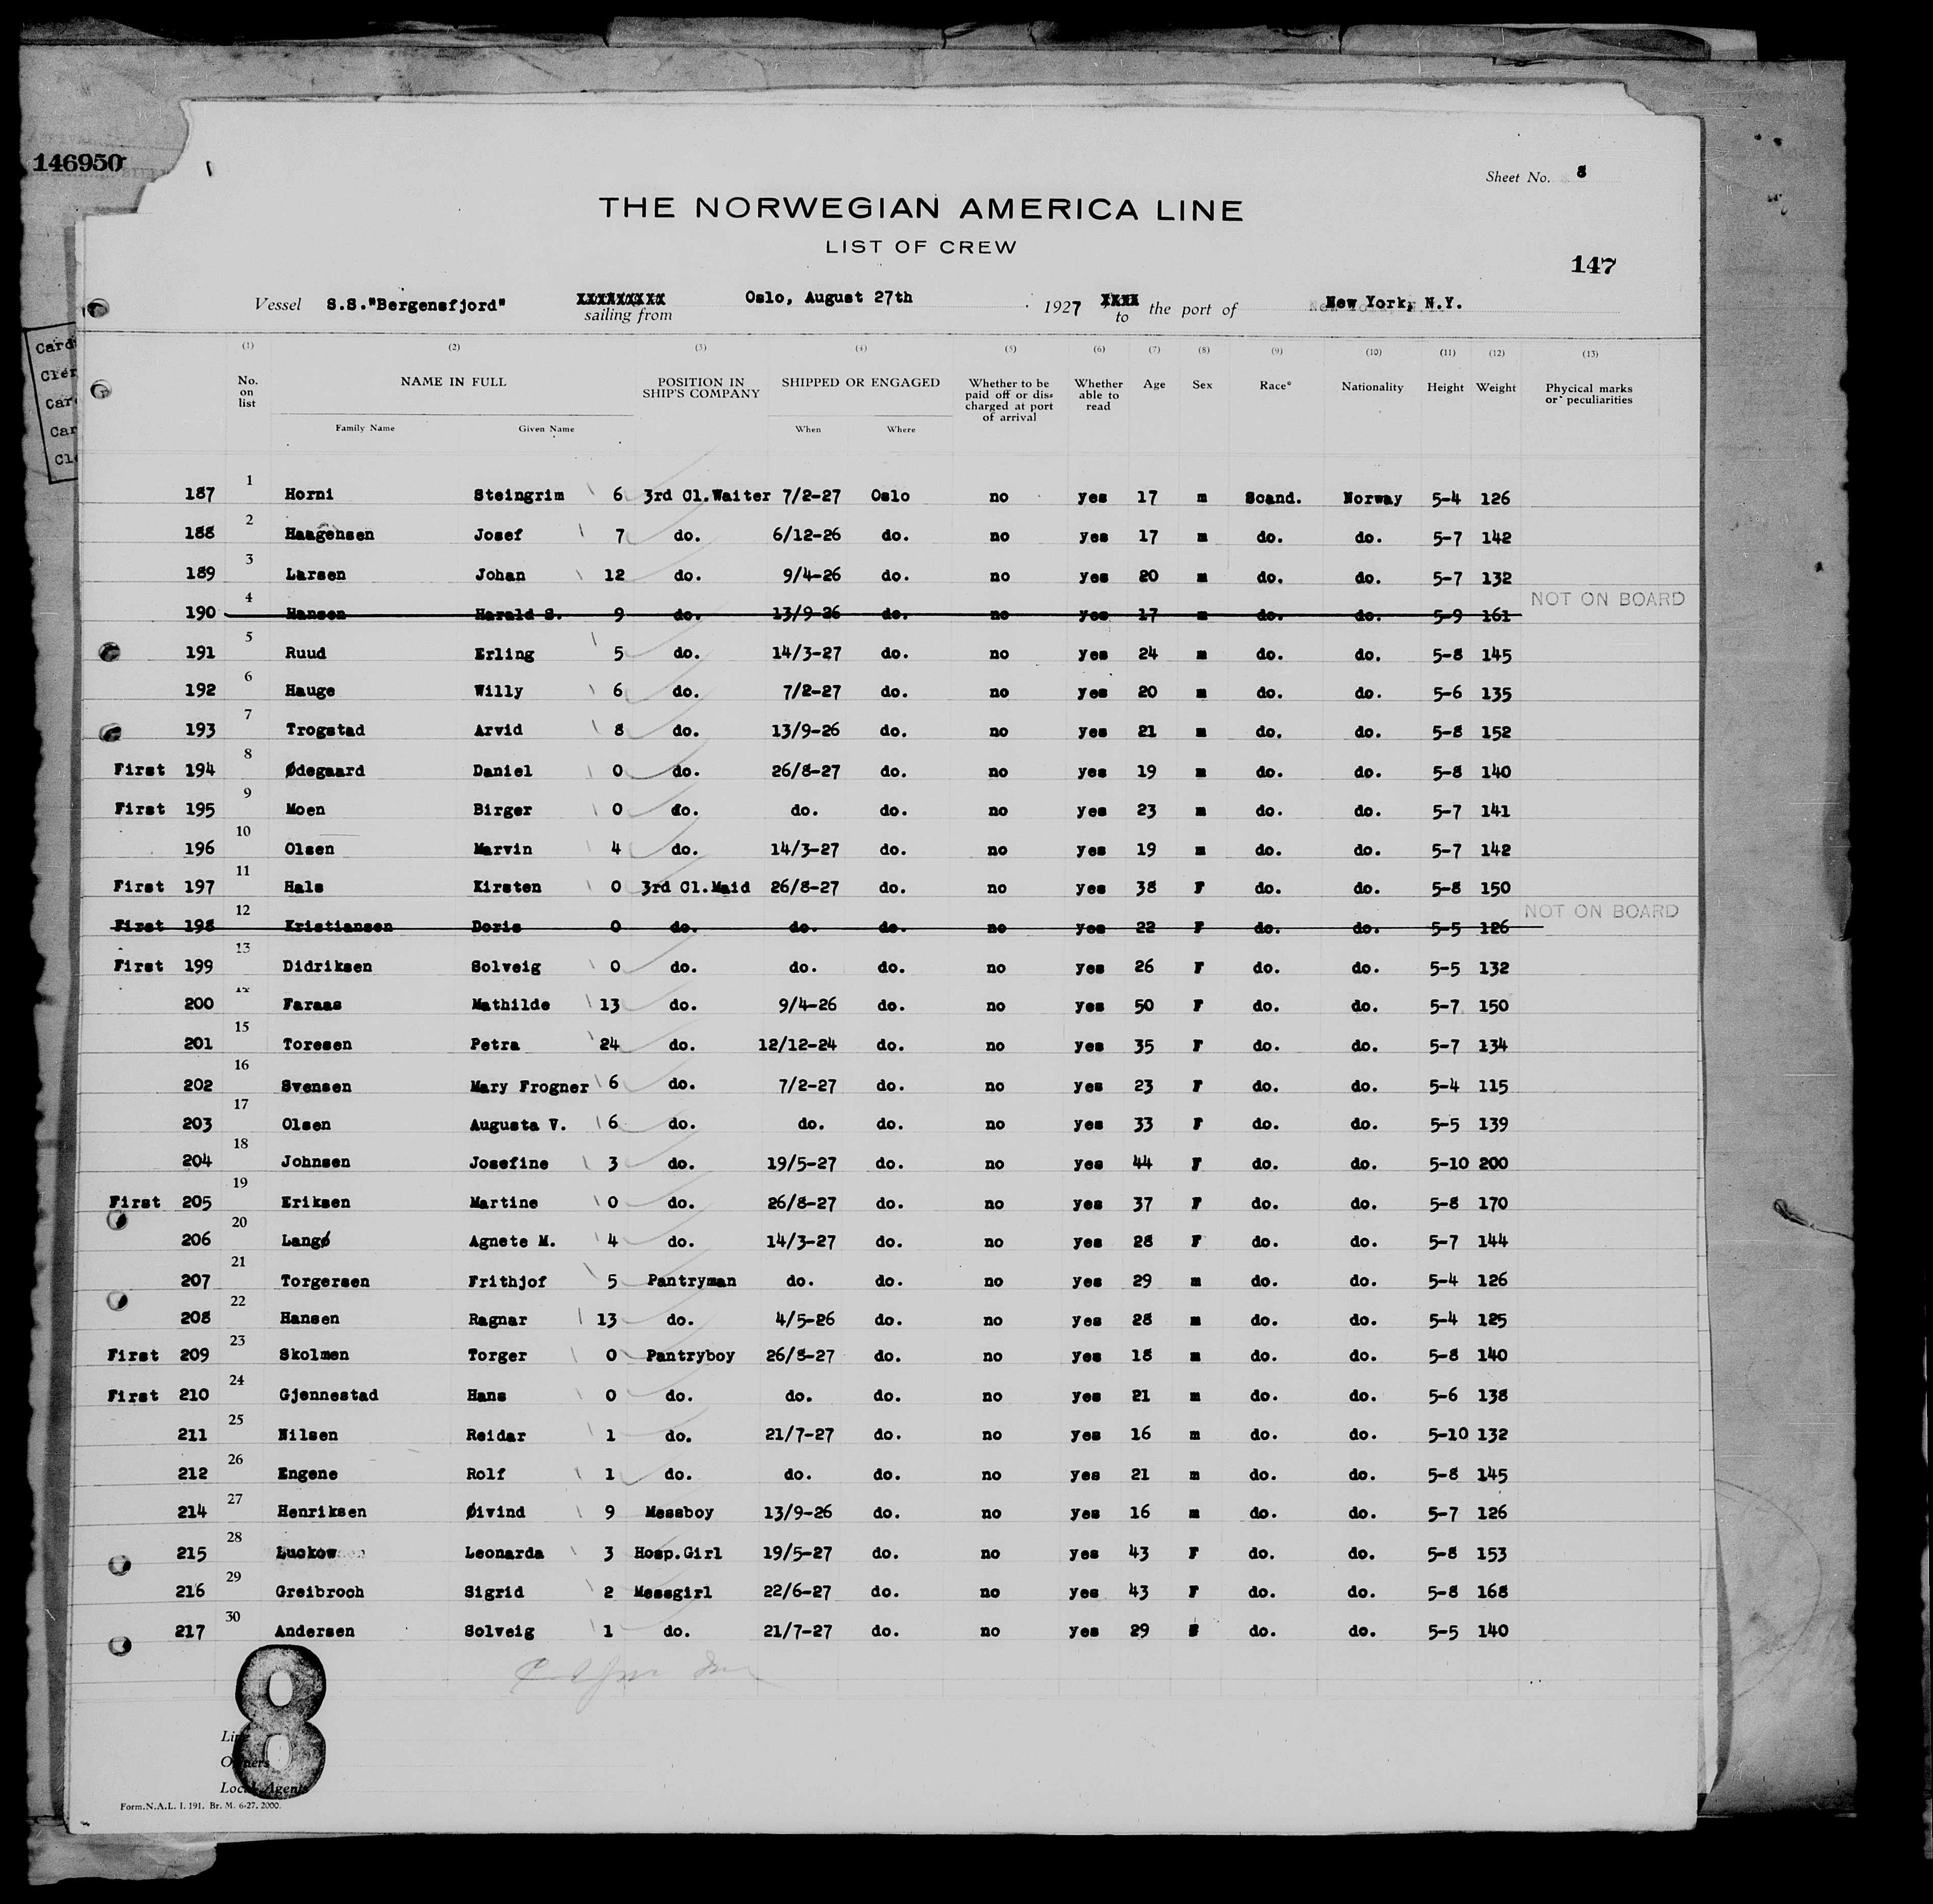 146950
Sheet No. 8
THE NORWEGIAN AMERICA LINE
LIST OF CREW
147
Vessel S.S."Bergensfjord" xxxxxxxxx sailing from Oslo, August 27th 1927 xxxx to the port of New York, N.Y.
(1) (2) (3) (4) (5) (6) (7) (8) (9) (10) (11) (12) (13)
No. on list NAME IN FULL POSITION IN SHIP'S COMPANY SHIPPED OR ENGAGED Whether to be paid off or discharged at port of arrival Whether able to read Age Sex Race* Nationality Height Weight Phycical marks or peculiarities
Family Name Given Name When Where
187 1 Horni Steingrim 6 3rd Cl.Waiter 7/2-27 Oslo no yes 17 m Scand. Norway 5-4 126
188 2 Haagensen Josef 7 do. 6/12-26 do. no yes 17 m do. do. 5-7 142
189 3 Larsen Johan 12 do. 9/4-26 do. no yes 20 m do. do. 5-7 132
190 4 Hansen Harald S. 9 do. 13/9-26 do. no yes 17 m do. do. 5-9 161 NOT ON BOARD
191 5 Ruud Erling 5 do. 14/3-27 do. no yes 24 m do. do. 5-8 145
192 6 Hauge Willy 6 do. 7/2-27 do. no yes 20 m do. do. 5-6 135
193 7 Trogstad Arvid 8 do. 13/9-26 do. no yes 21 m do. do. 5-8 152
First 194 8 Ødegaard Daniel 0 do. 26/8-27 do. no yes 19 m do. do. 5-8 140
First 195 9 Moen Birger 0 do. do. do. no yes 23 m do. do. 5-7 141
196 10 Olsen Marvin 4 do. 14/3-27 do. no yes 19 m do. do. 5-7 142
First 197 11 Hals Kirsten 0 3rd Cl.Maid 26/8-27 do. no yes 38 F do. do. 5-8 150
First 198 12 Kristiansen Doris 0 do. do. do. no yes 22 F do. do. 5-5 126 NOT ON BOARD
First 199 13 Didriksen Solveig 0 do. do. do. no yes 26 F do. do. 5-5 132
200 14 Faraas Mathilde 13 do. 9/4-26 do. no yes 50 F do. do. 5-7 150
201 15 Toresen Petra 24 do. 12/12-24 do. no yes 35 F do. do. 5-7 134
202 16 Svensen Mary Frogner 6 do. 7/2-27 do. no yes 23 F do. do. 5-4 115
203 17 Olsen Augusta V. 6 do. do. do. no yes 33 F do. do. 5-5 139
204 18 Johnsen Josefine 3 do. 19/5-27 do. no yes 44 F do. do. 5-10 200
First 205 19 Eriksen Martine 0 do. 26/8-27 do. no yes 37 F do. do. 5-8 170
206 20 Langø Agnete M. 4 do. 14/3-27 do. no yes 28 F do. do. 5-7 144
207 21 Torgersen Frithjof 5 Pantryman do. do. no yes 29 m do. do. 5-4 126
208 22 Hansen Ragnar 13 do. 4/5-26 do. no yes 28 m do. do. 5-4 125
First 209 23 Skolmen Torger 0 Pantryboy 26/8-27 do. no yes 18 m do. do. 5-8 140
First 210 24 Gjennestad Hans 0 do. do. do. no yes 21 m do. do. 5-6 138
211 25 Nilsen Reidar 1 do. 21/7-27 do. no yes 16 m do. do. 5-10 132
212 26 Engene Rolf 1 do. do. do. no yes 21 m do. do. 5-8 145
214 27 Henriksen Øivind 9 Messboy 13/9-26 do. no yes 16 m do. do. 5-7 126
215 28 Luckow Leonarda 3 Hosp.Girl 19/5-27 do. no yes 43 F do. do. 5-8 153
216 29 Greibroch Sigrid 2 Messgirl 22/6-27 do. no yes 43 F do. do. 5-8 168
217 30 Andersen Solveig 1 do. 21/7-27 do. no yes 29 do. do. 5-5 140
8
Line
Owners
Local Agents
Form.N.A.L. I. 191. Br. M. 6-27. 2000.